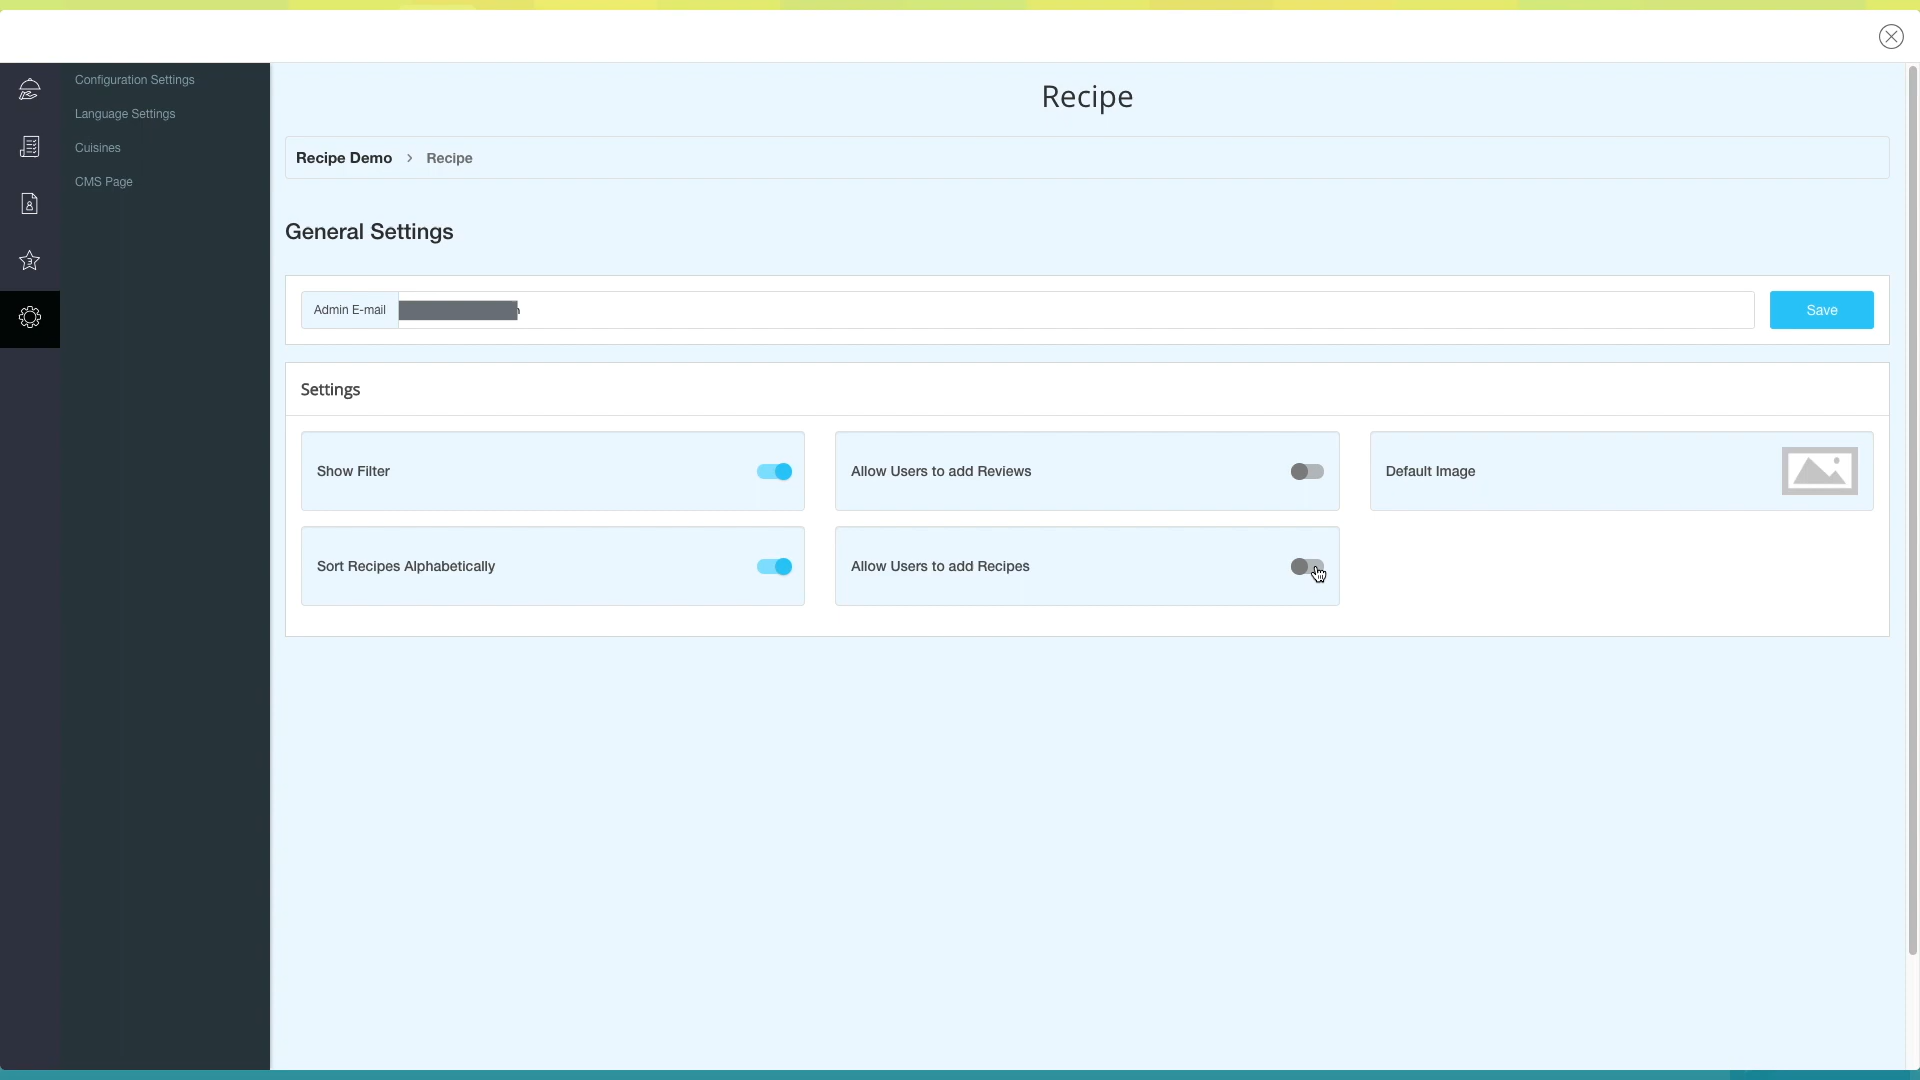 Configuration Settings
Language Settings
Cuisines
CMS Page
Recipe
Recipe Demo > Recipe
General Settings
Admin E-mail
Save
Settings
Show Filter
Allow Users to add Reviews
Default Image
Sort Recipes Alphabetically
Allow Users to add Recipes